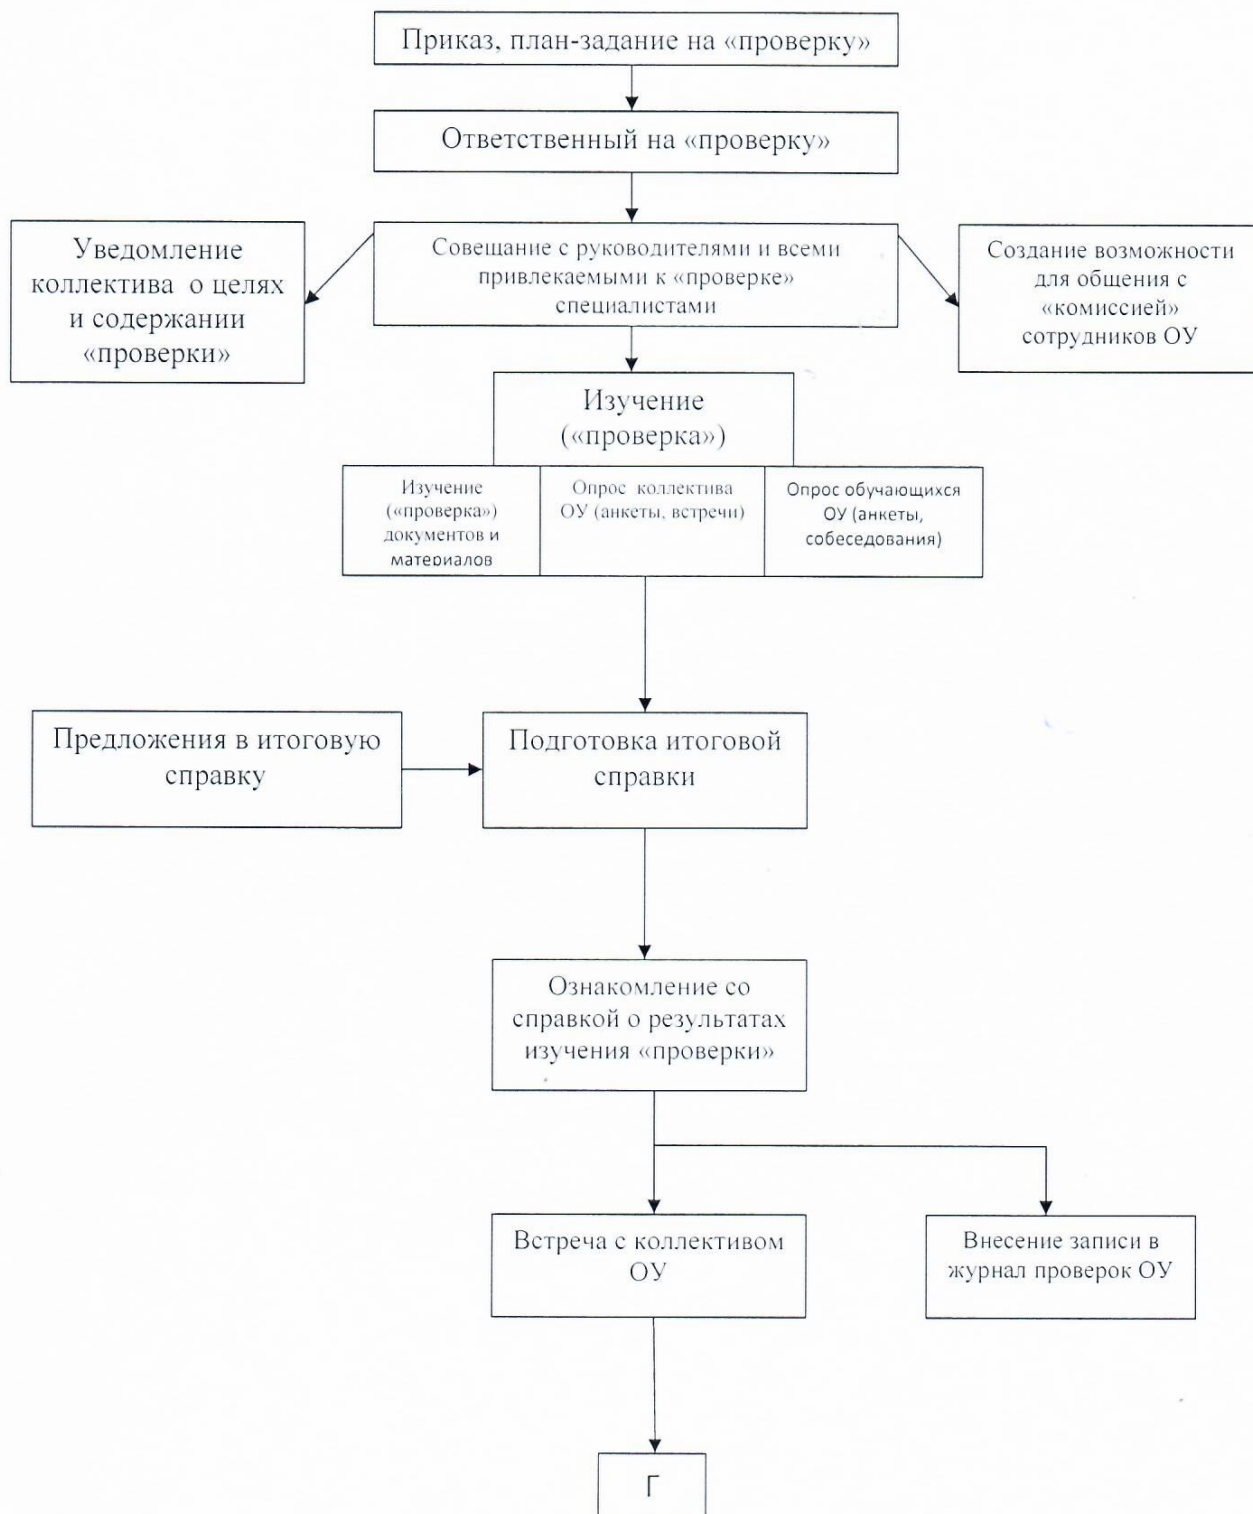 Приказ, план-задание на «проверку»
Ответственный на «проверку»
Уведомление
коллектива о целях
и содержании
«проверки»
Совещание с руководителями и всеми
привлекаемыми к «проверке»
специалистами
Создание возможности
для общения с
«комиссией»
сотрудников ОУ
Изучение
(«проверка»)
Изучение
(«проверка»)
документов и
материалов
Опрос коллектива
ОУ (анкеты, встречи)
Опрос обучающихся
ОУ (анкеты,
собеседования)
Предложения в итоговую
справку
Подготовка итоговой
справки
Ознакомление со
справкой о результатах
изучения «проверки»
Встреча с коллективом
ОУ
Внесение записи в
журнал проверок ОУ
Г